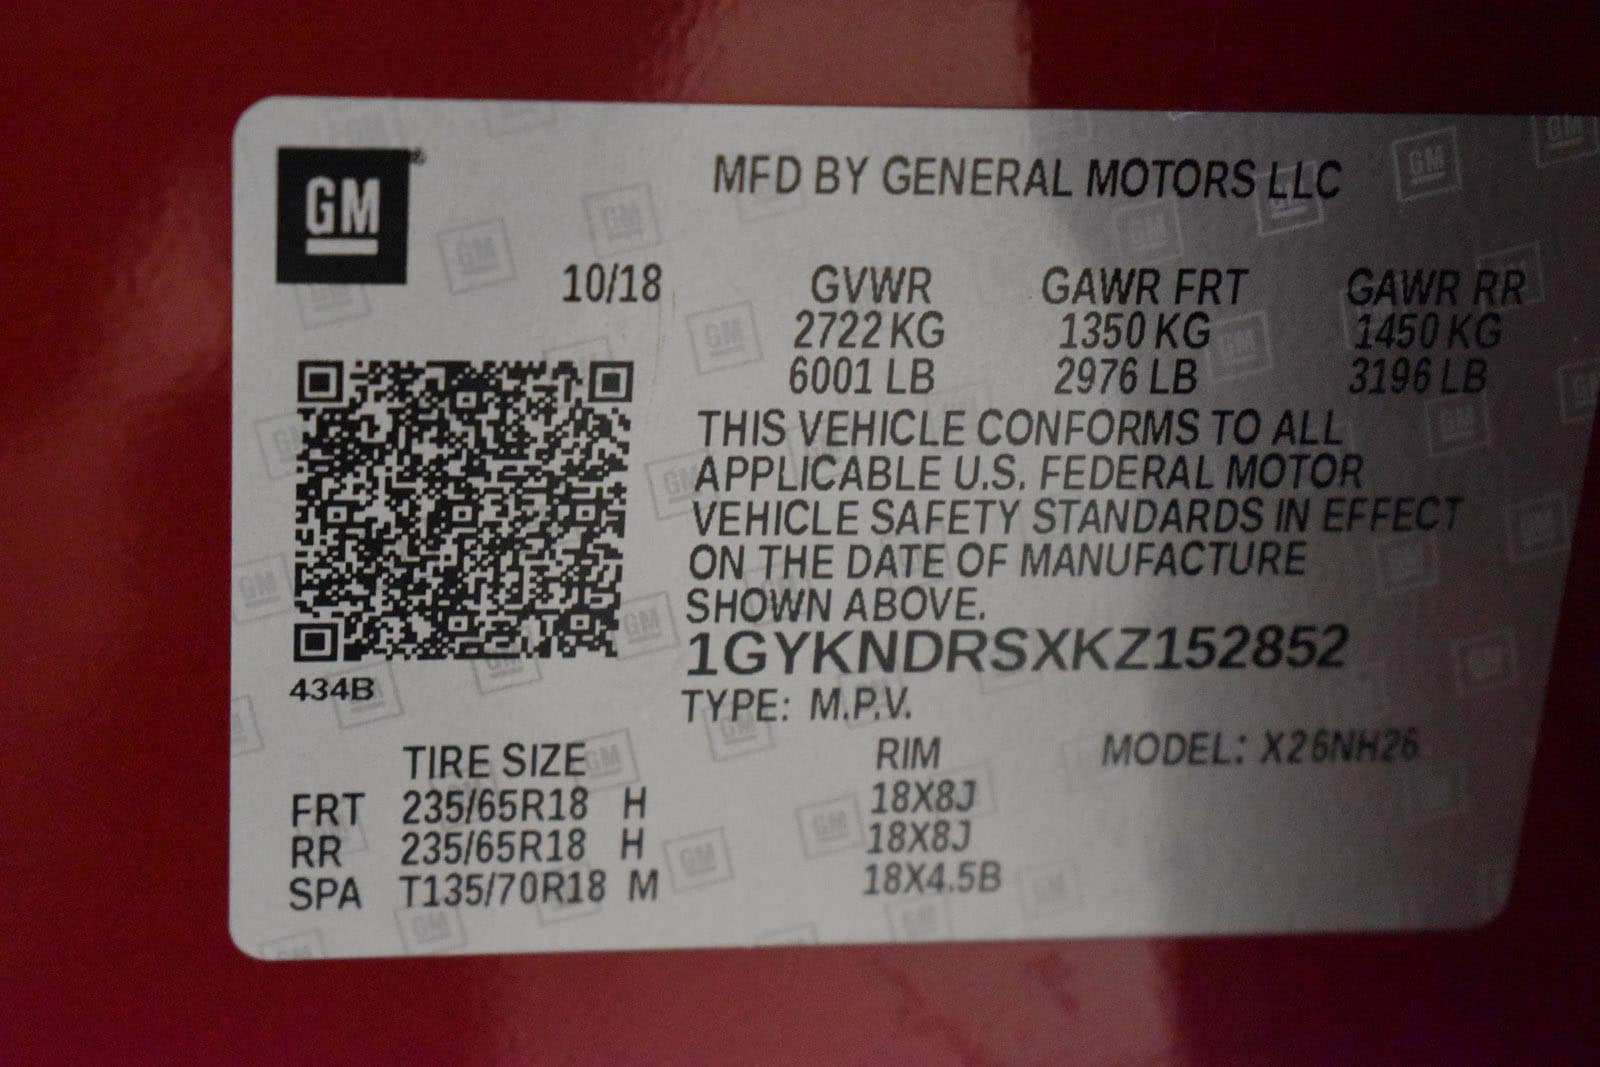 GM
MFD BY GENERAL MOTORS LLC
10/18 GVWR GAWR FRT GAWR RR
2722 KG 1350 KG 1450 KG
6001 LB 2976 LB 3196 LB
THIS VEHICLE CONFORMS TO ALL
APPLICABLE U.S. FEDERAL MOTOR
VEHICLE SAFETY STANDARDS IN EFFECT
ON THE DATE OF MANUFACTURE
SHOWN ABOVE.
1GYKNDRSXKZ152852
434B
TYPE: M.P.V.
TIRE SIZE RIM MODEL: X26NH26
FRT 235/65R18 H 18X8J
RR 235/65R18 H 18X8J
SPA T135/70R18 M 18X4.5B